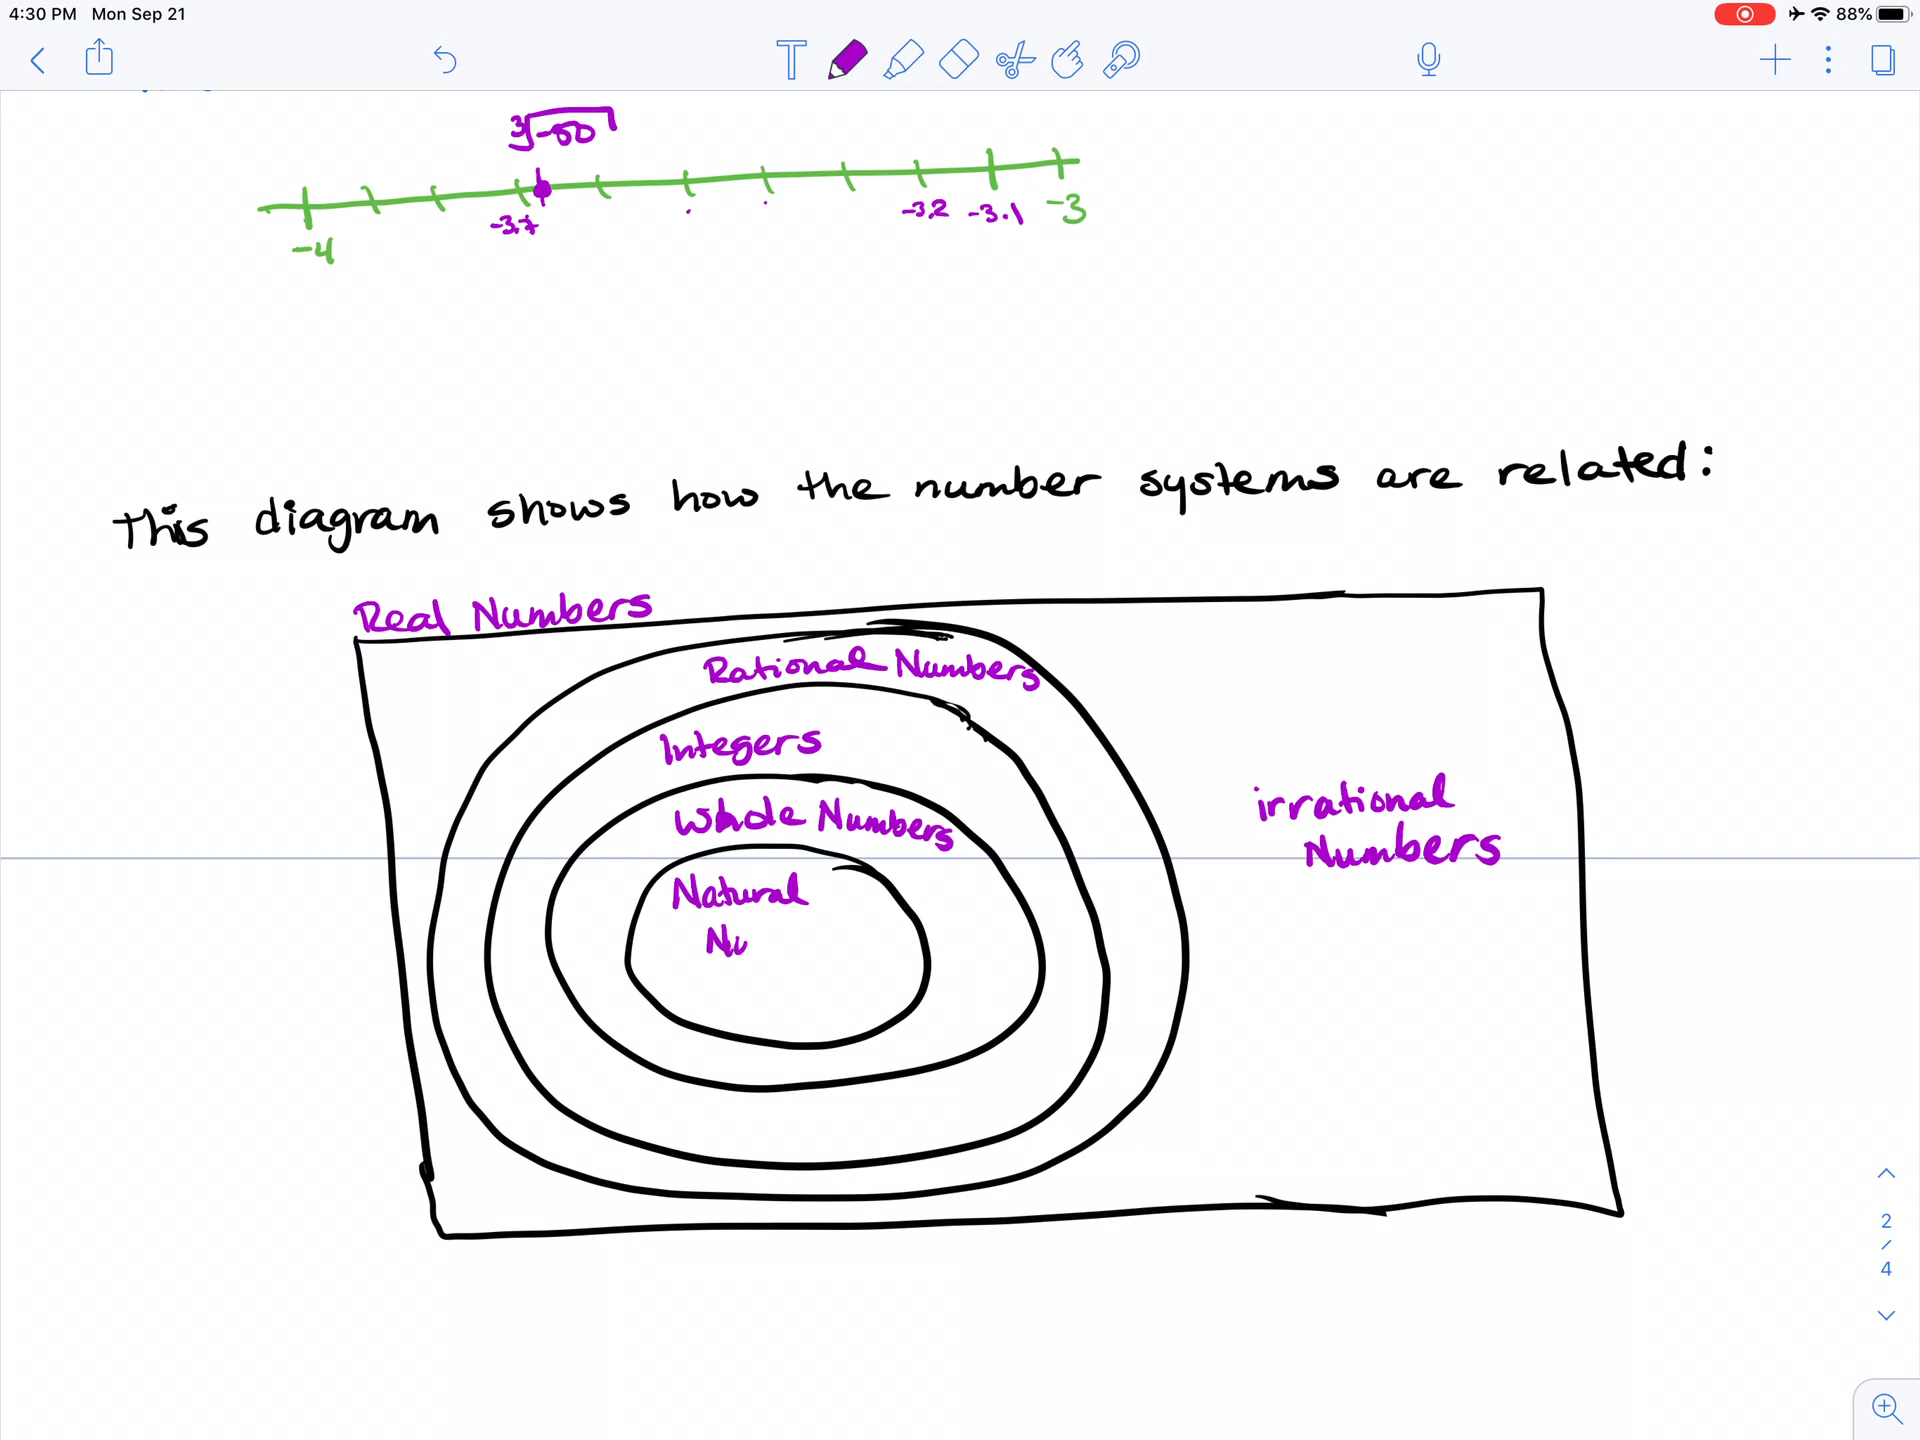 4:30 PM Mon Sep 21
88%
T
∛-50
-3.7 -3.2 -3.1 -3
-4
This diagram shows how the number systems are related:
Real Numbers
Rational Numbers
Integers
Whole Numbers
irrational
Numbers
Natural
Nu
2
/
4